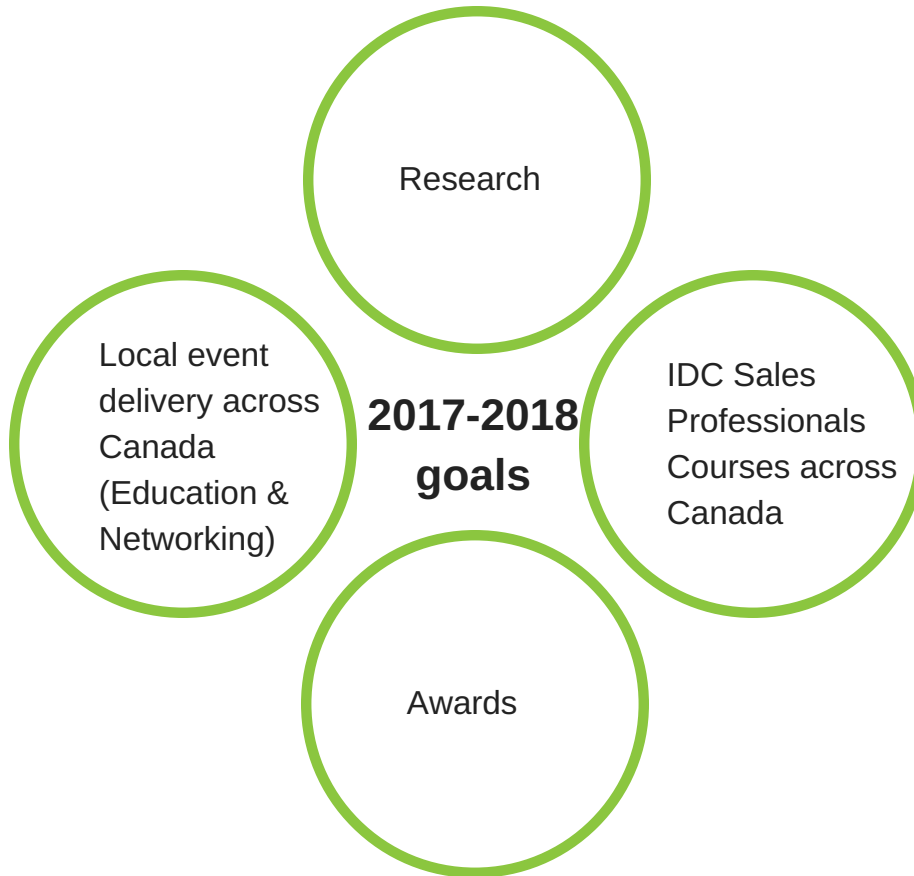 Research
Local event
delivery across
Canada
(Education &
Networking)
2017-2018
goals
IDC Sales
Professionals
Courses across
Canada
Awards